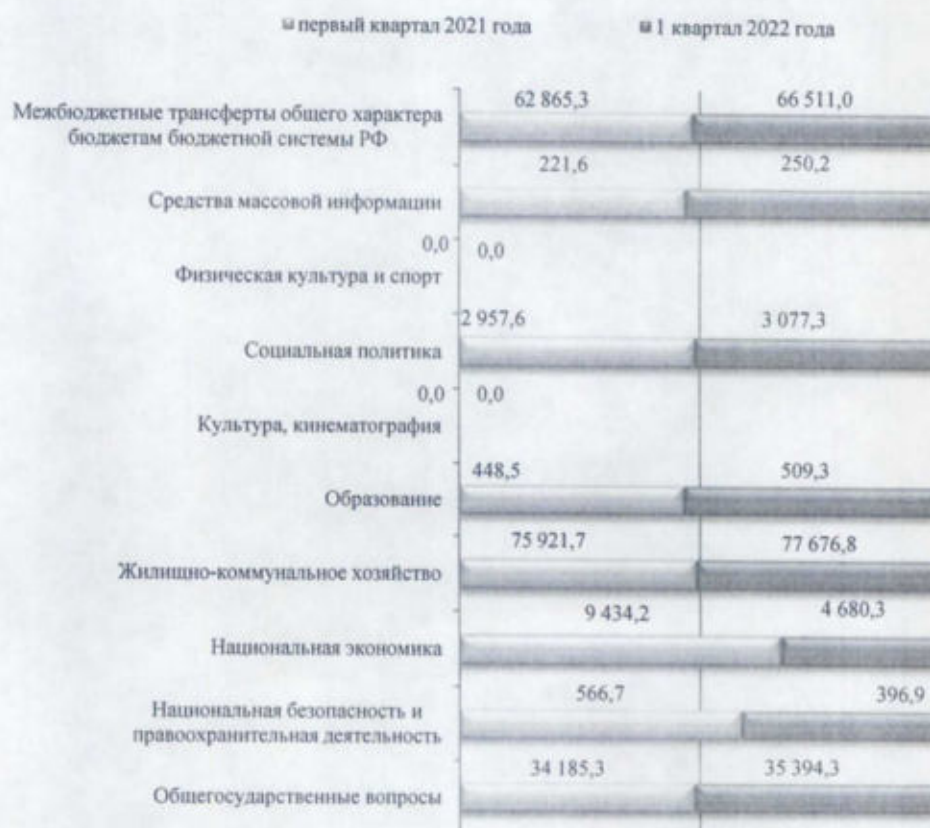 первый квартал 2021 года
1 квартал 2022 года
62 865,3
66 511,0
Межбюджетные трансферты общего характера
бюджетам бюджетной системы РФ
221,6
250,2
Средства массовой информации
0,0
0,0
Физическая культура и спорт
2 957,6
3 077,3
Социальная политика
0,0
0,0
Культура, кинематография
448,5
509,3
Образование
75 921,7
77 676,8
Жилищно-коммунальное хозяйство
9 434,2
4 680,3
Национальная экономика
566,7
396,9
Национальная безопасность и
правоохранительная деятельность
34 185,3
35 394,3
Общегосударственные вопросы